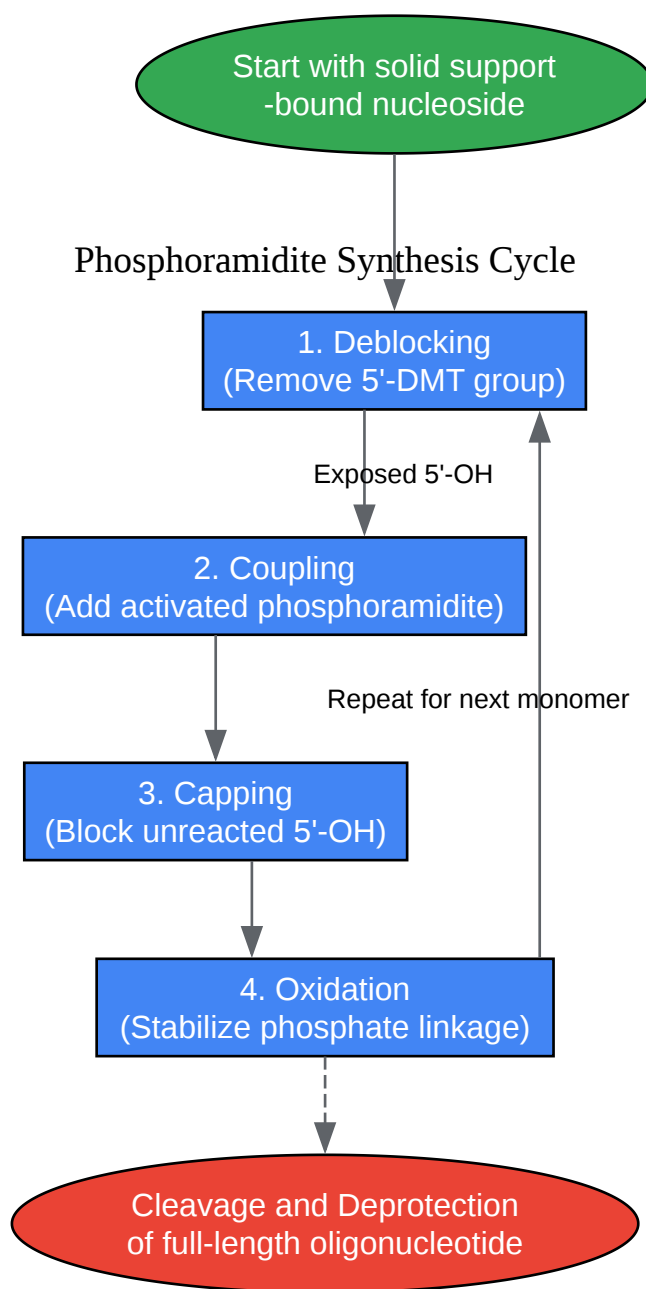 Start with solid support
-bound nucleoside
Phosphoramidite Synthesis Cycle
1. Deblocking
(Remove 5'-DMT group)
Exposed 5'-OH
2. Coupling
(Add activated phosphoramidite)
Repeat for next monomer
3. Capping
(Block unreacted 5'-OH)
4. Oxidation
(Stabilize phosphate linkage)
Cleavage and Deprotection
of full-length oligonucleotide